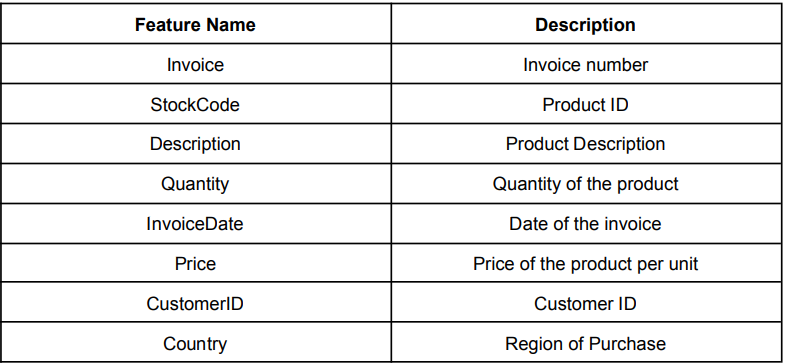 Feature Name Description
Invoice Invoice number
StockCode Product ID
Description Product Description
Quantity Quantity of the product
InvoiceDate Date of the invoice
Price Price of the product per unit
CustomerID Customer ID
Country Region of Purchase